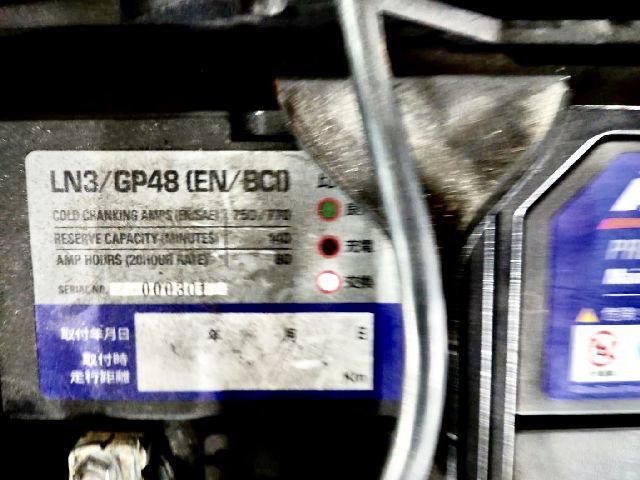 LN3/GP48 (EN/BCI)
COLD CRANKING AMPS (EN/SAE) 750/770
RESERVE CAPACITY (MINUTES) 140
AMP HOURS (20HOUR RATE) 80
SERIAL NO.
充電
交換
取付年月日 年 月 日
取付時
走行距離 Km